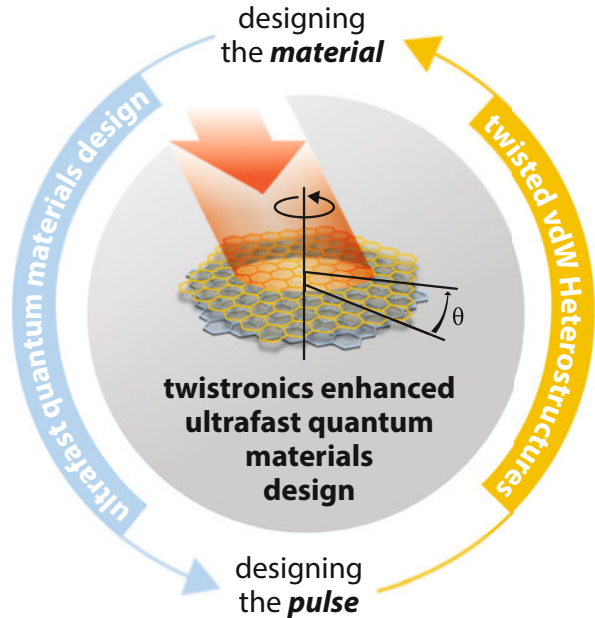 designing
the material
ultrafast quantum materials design
twisted vdW Heterostructures
θ
twistronics enhanced
ultrafast quantum
materials
design
designing
the pulse